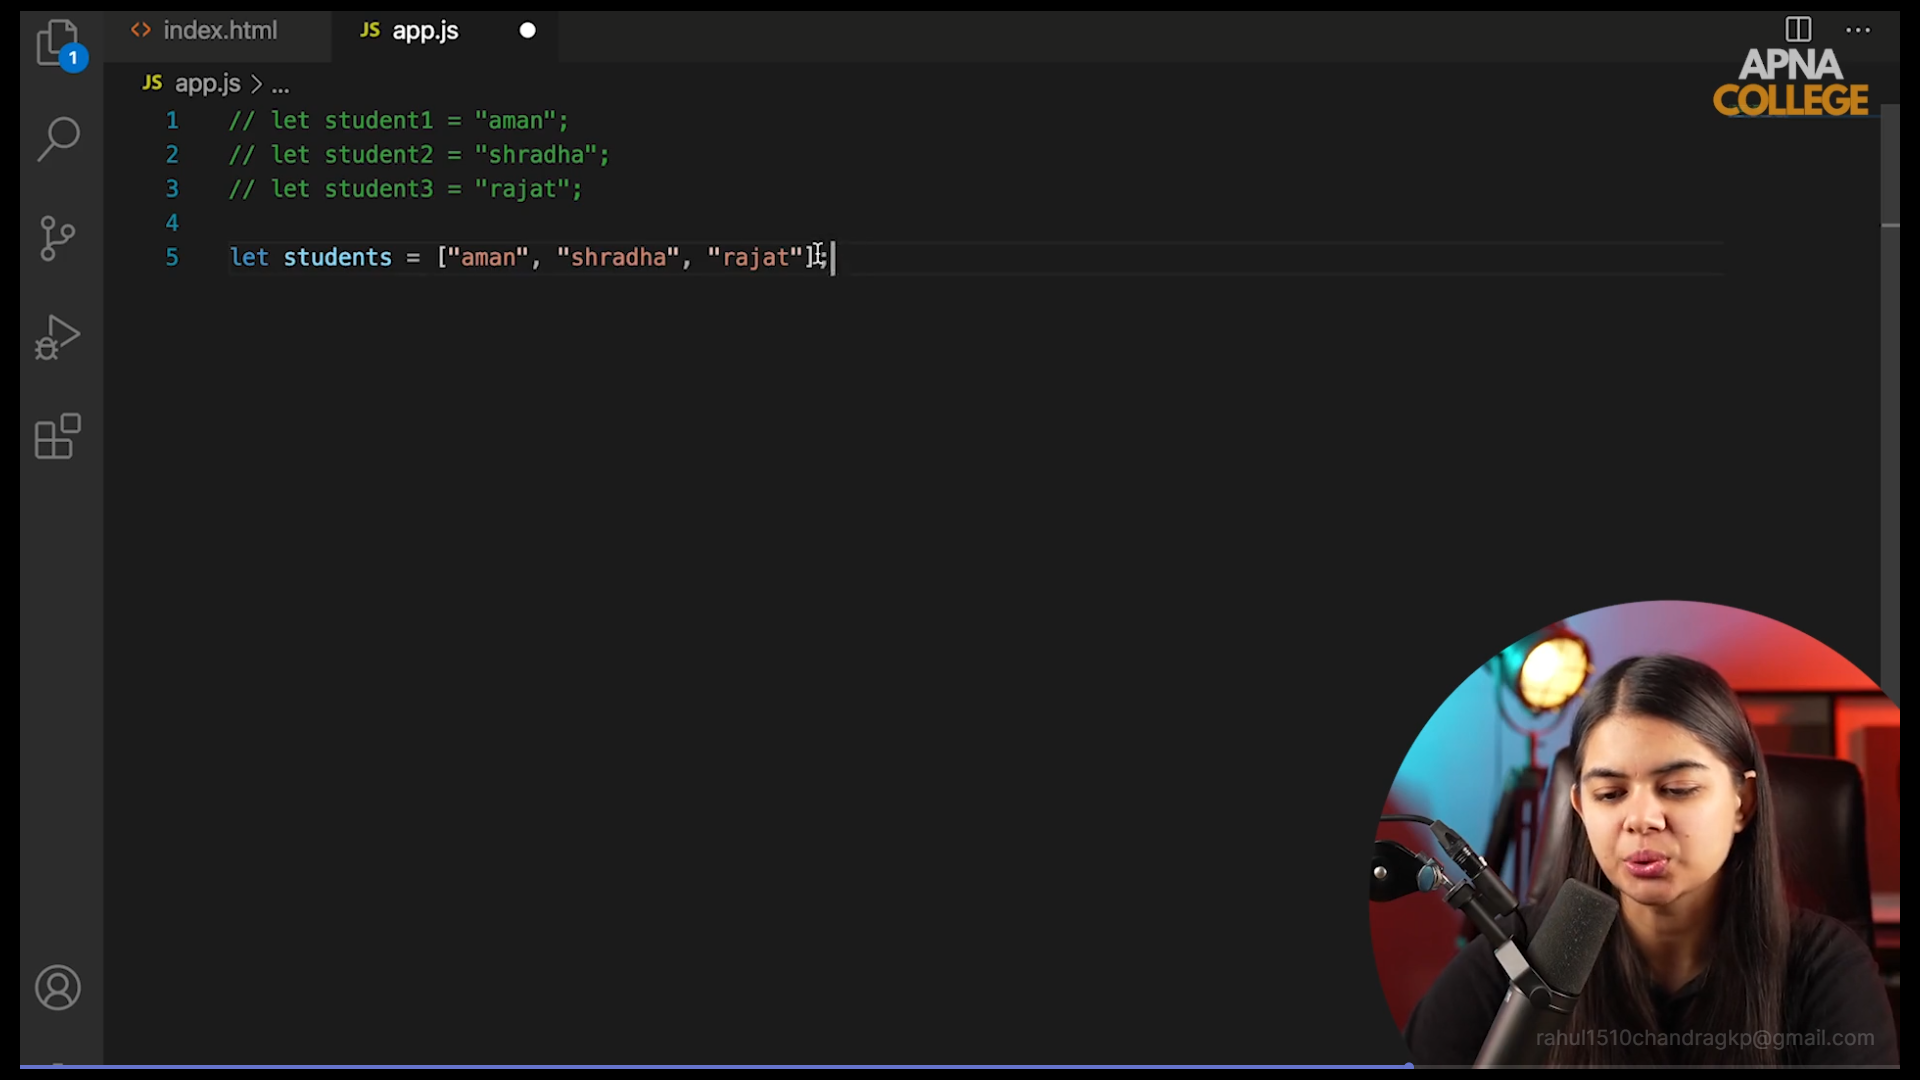 index.html
JS app.js
1
APNA
COLLEGE
JS app.js > ...
1 // let student1 = "aman";
2 // let student2 = "shradha";
3 // let student3 = "rajat";
4
5 let students = ["aman", "shradha", "rajat"];
rahul1510chandragkp@gmail.com